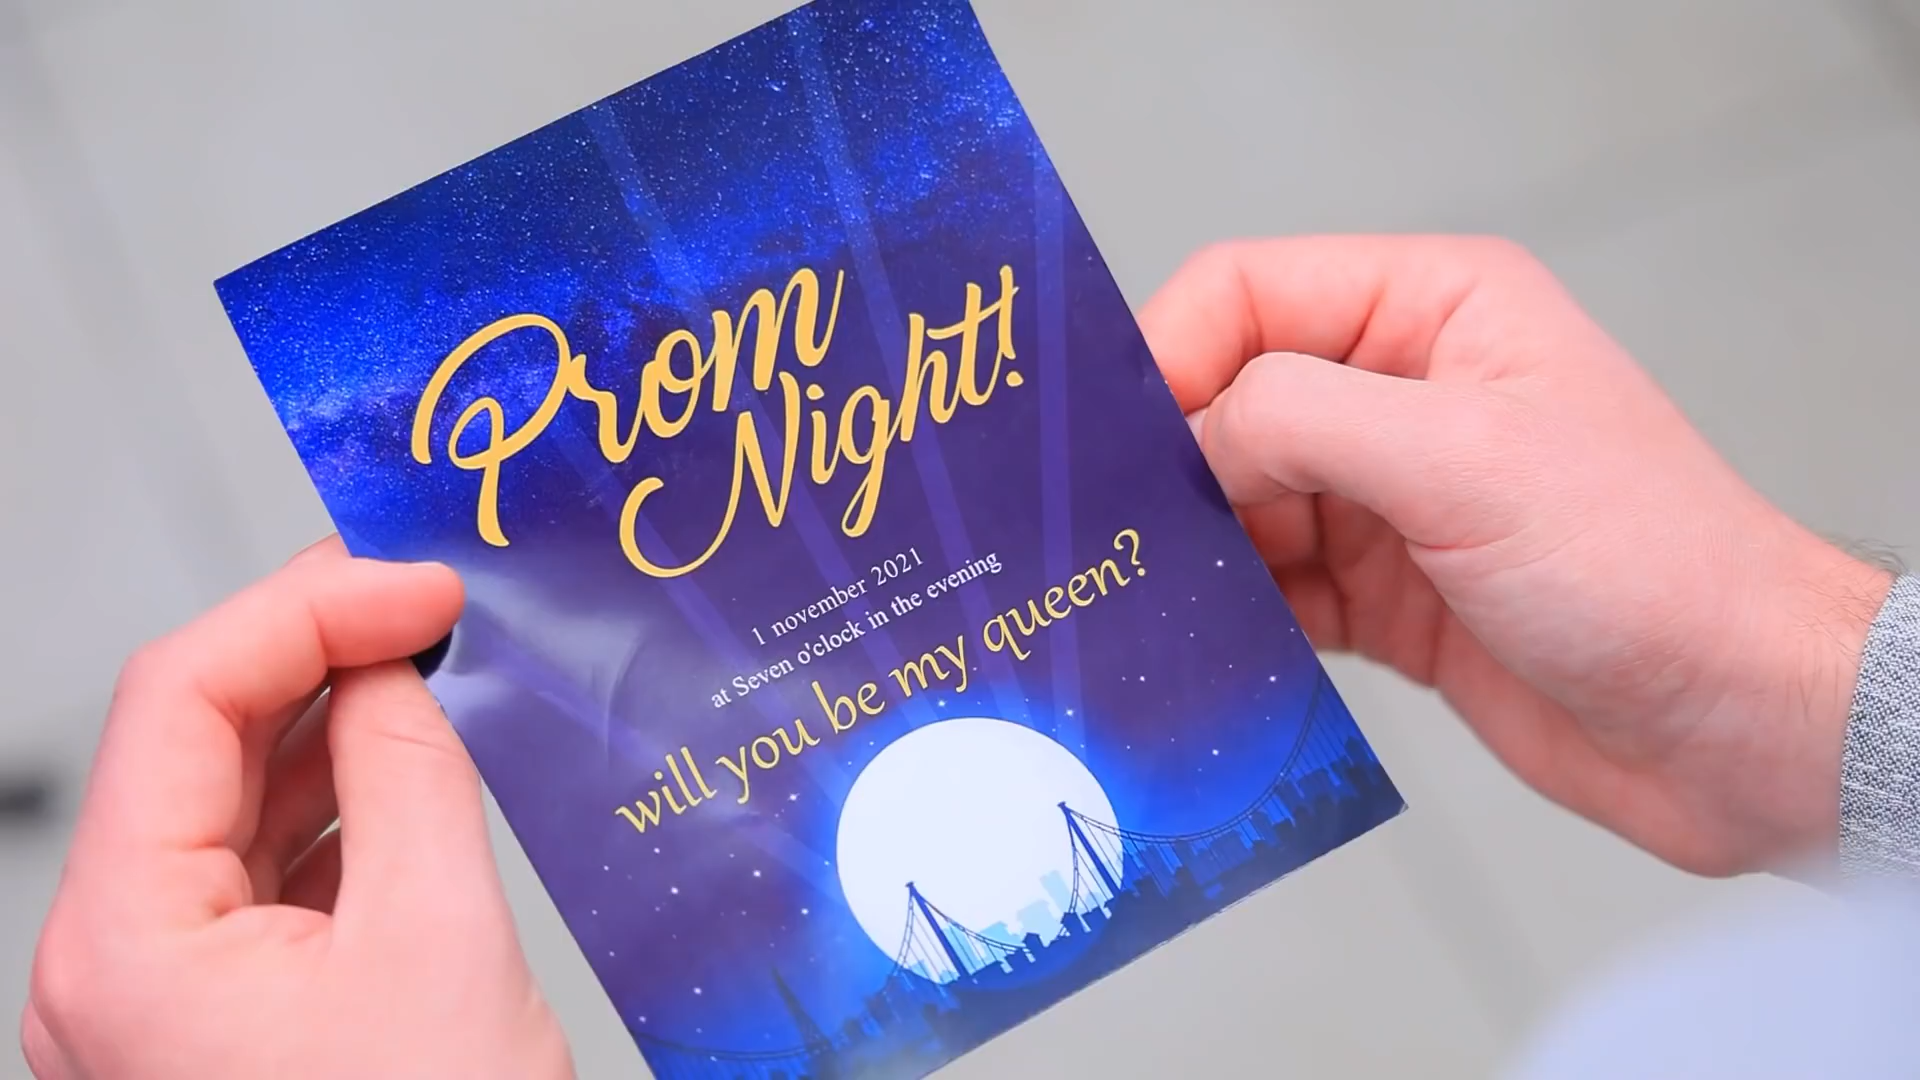 Prom
Night!
1 november 2021
at Seven o'clock in the evening
will you be my queen?